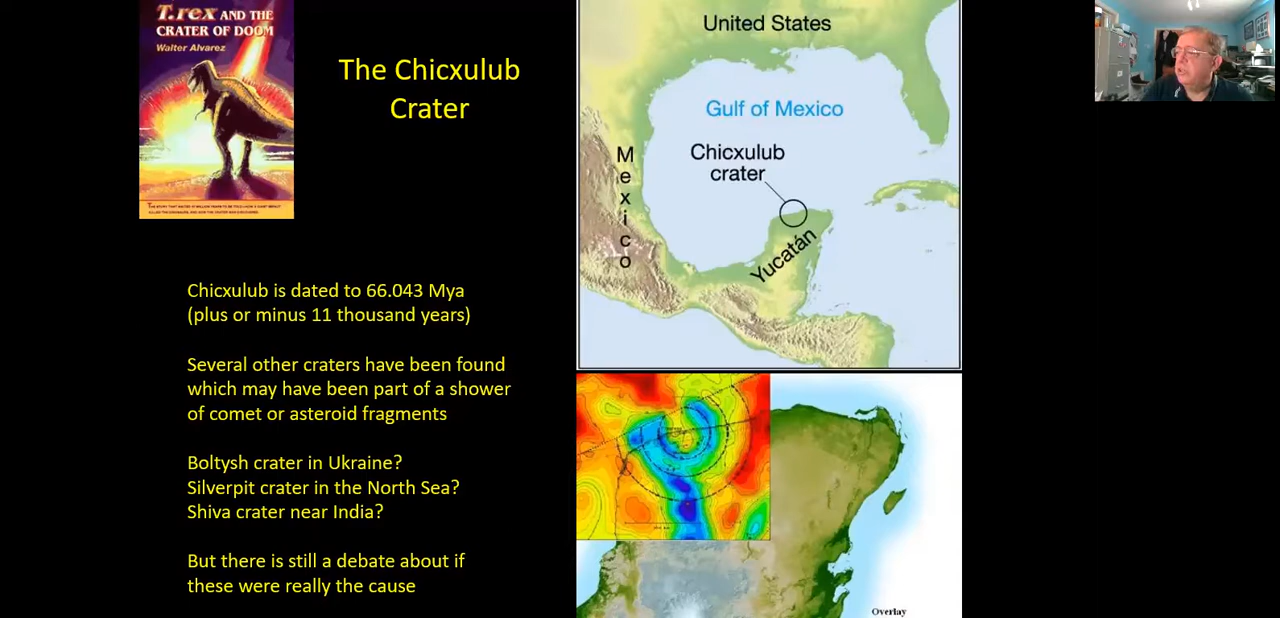 T.rex AND THE
CRATER OF DOOM
Walter Alvarez
The Chicxulub
Crater
Chicxulub is dated to 66.043 Mya
(plus or minus 11 thousand years)
Several other craters have been found
which may have been part of a shower
of comet or asteroid fragments
Boltysh crater in Ukraine?
Silverpit crater in the North Sea?
Shiva crater near India?
But there is still a debate about if
these were really the cause
United States
Gulf of Mexico
Mexico
Chicxulub
crater
Yucatán
Overlay